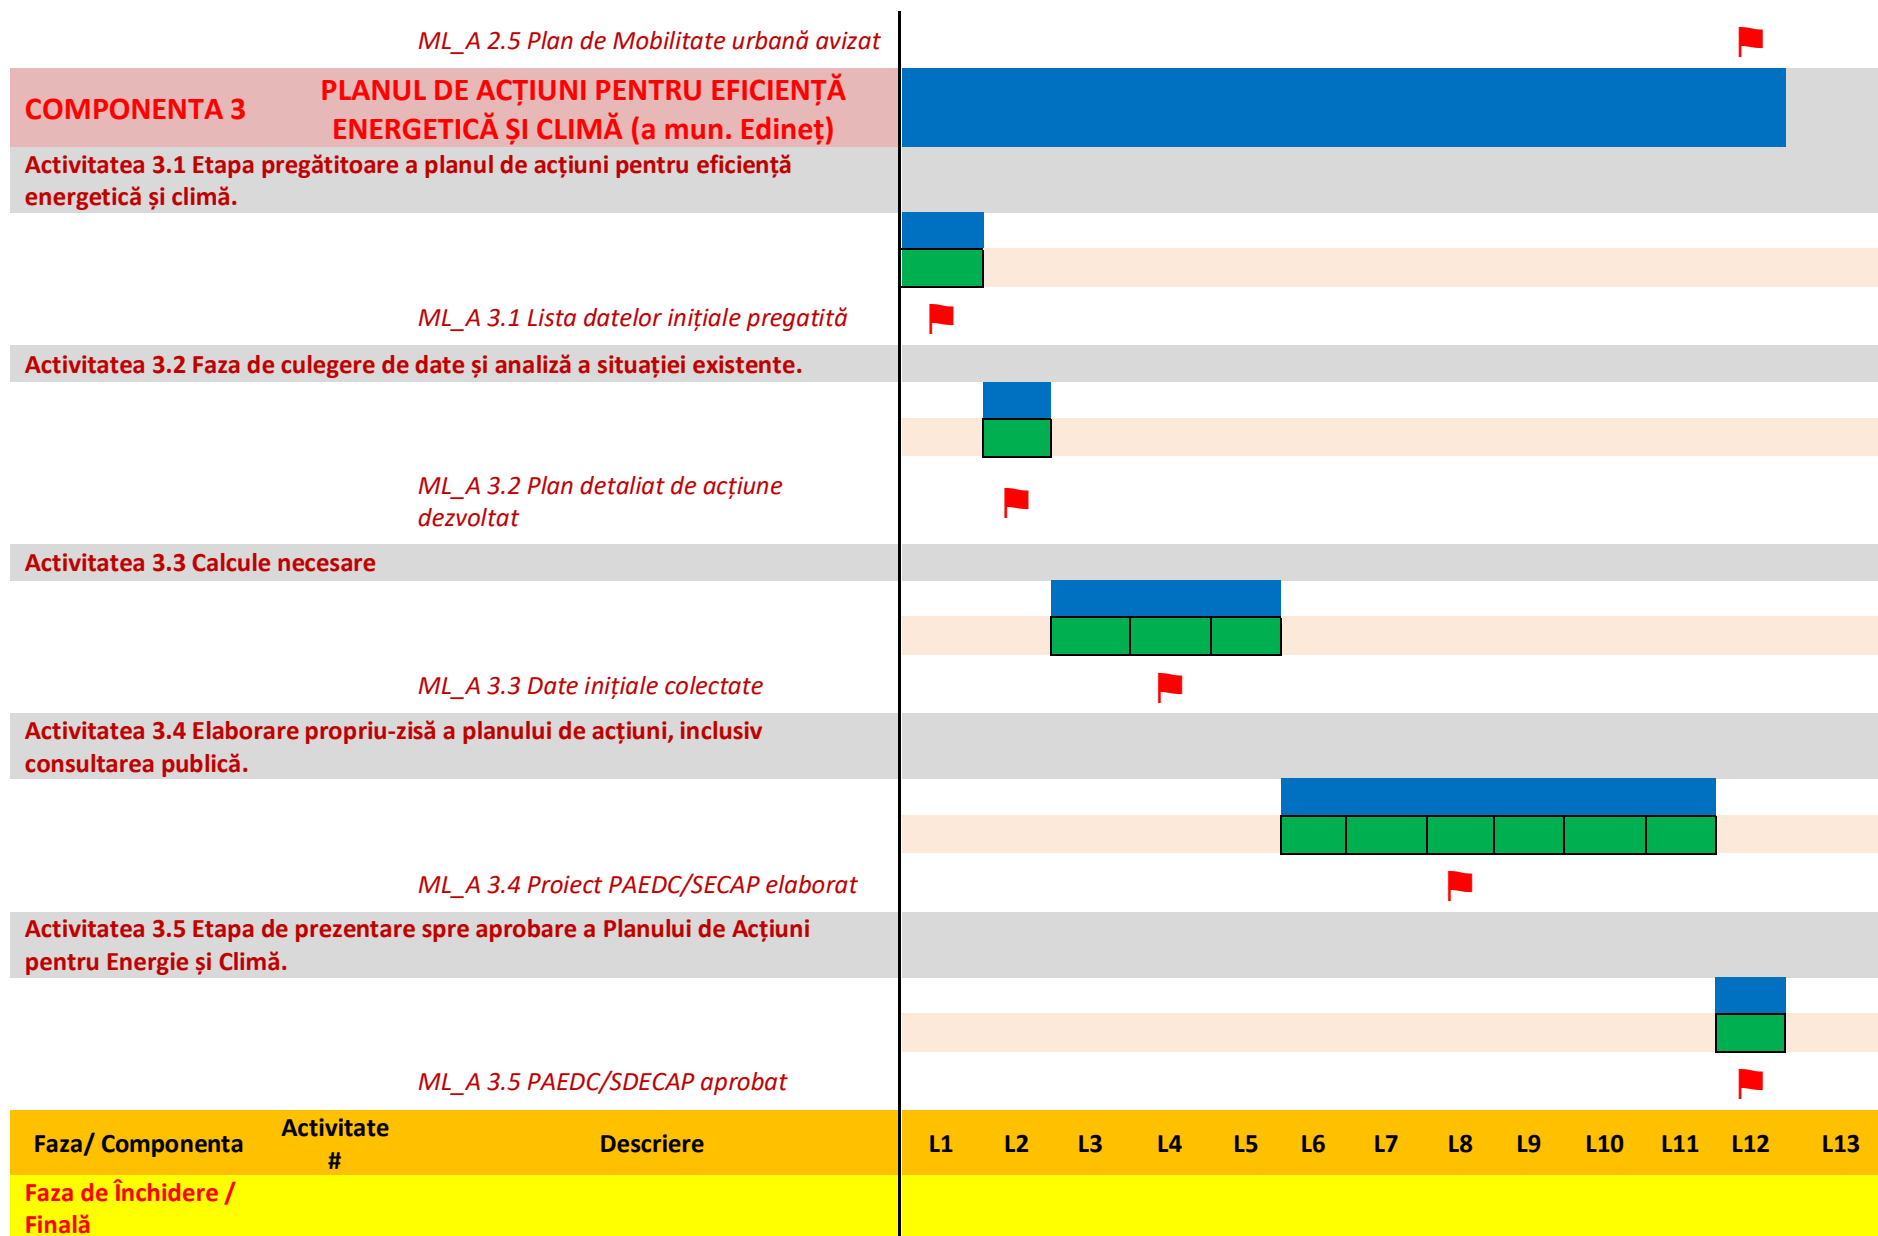 ML_A 2.5 Plan de Mobilitate urbană avizat
COMPONENTA 3
PLANUL DE ACȚIUNI PENTRU EFICIENȚĂ
ENERGETICĂ ȘI CLIMĂ (a mun. Edineț)
Activitatea 3.1 Etapa pregătitoare a planul de acțiuni pentru eficiență
energetică și climă.
ML_A 3.1 Lista datelor inițiale pregatită
Activitatea 3.2 Faza de culegere de date și analiză a situației existente.
ML_A 3.2 Plan detaliat de acțiune
dezvoltat
Activitatea 3.3 Calcule necesare
ML_A 3.3 Date inițiale colectate
Activitatea 3.4 Elaborare propriu-zisă a planului de acțiuni, inclusiv
consultarea publică.
ML_A 3.4 Proiect PAEDC/SECAP elaborat
Activitatea 3.5 Etapa de prezentare spre aprobare a Planului de Acțiuni
pentru Energie și Climă.
ML_A 3.5 PAEDC/SDECAP aprobat
Faza/ Componenta
Activitate
#
Descriere
L1 L2 L3 L4 L5 L6 L7 L8 L9 L10 L11 L12 L13
Faza de Închidere /
Finală